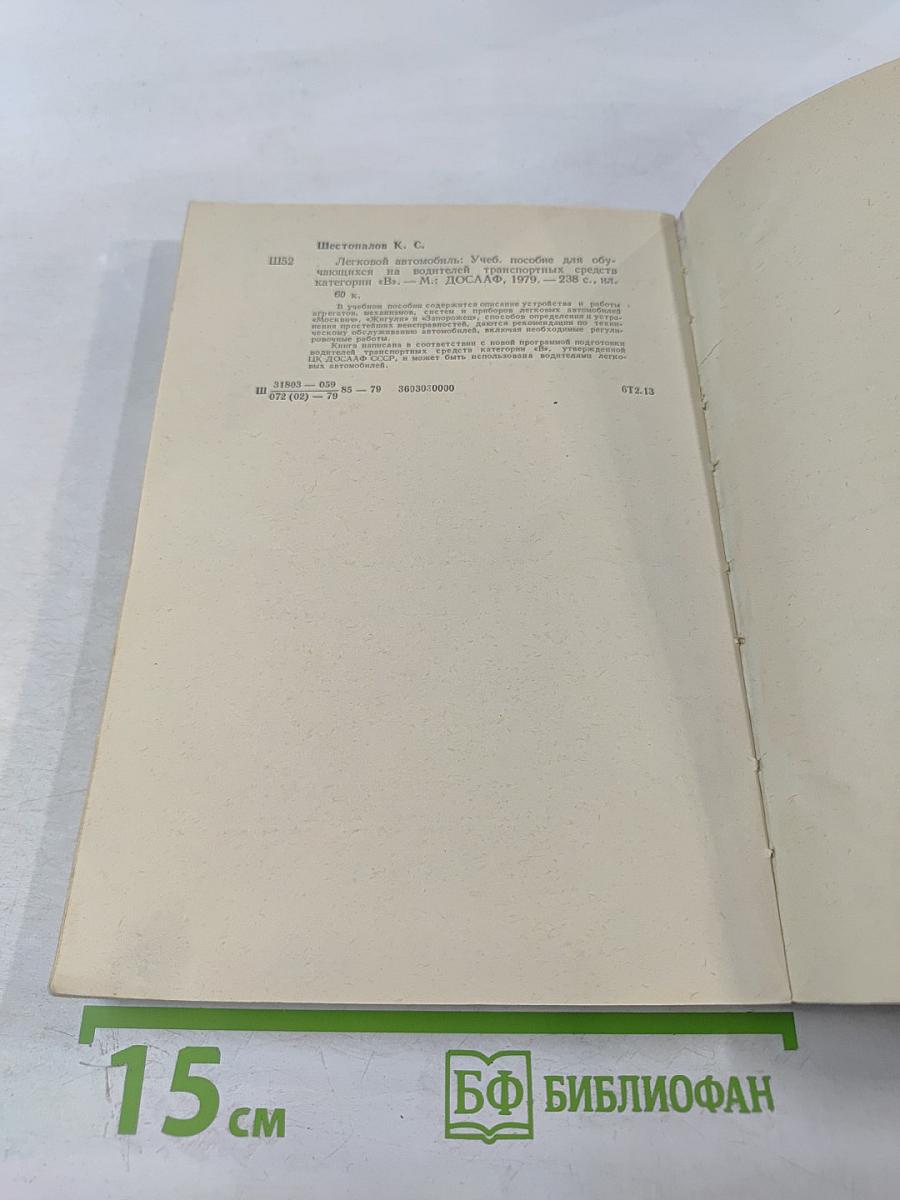 Шестопалов К. С.
Ш52 Легковой автомобиль: Учеб. пособие для обу-
чающихся на водителей транспортных средств
категории «В». — М.: ДОСААФ, 1979. — 238 с., ил.
60 к.
В учебном пособии содержится описание устройства и работы
агрегатов, механизмов, систем и приборов легковых автомобилей
«Москвич», «Жигули» и «Запорожец», способов определения и устра-
нения простейших неисправностей, даются рекомендации по техни-
ческому обслуживанию автомобилей, включая необходимые регули-
ровочные работы.
Книга написана в соответствии с новой программой подготовки
водителей транспортных средств категории «В», утвержденной
ЦК ДОСААФ СССР, и может быть использована водителями легко-
вых автомобилей.
Ш 31803 — 059 85 — 79 3603030000 6Т2.13
072 (02) — 79
15 см
БФ БИБЛИОФАН